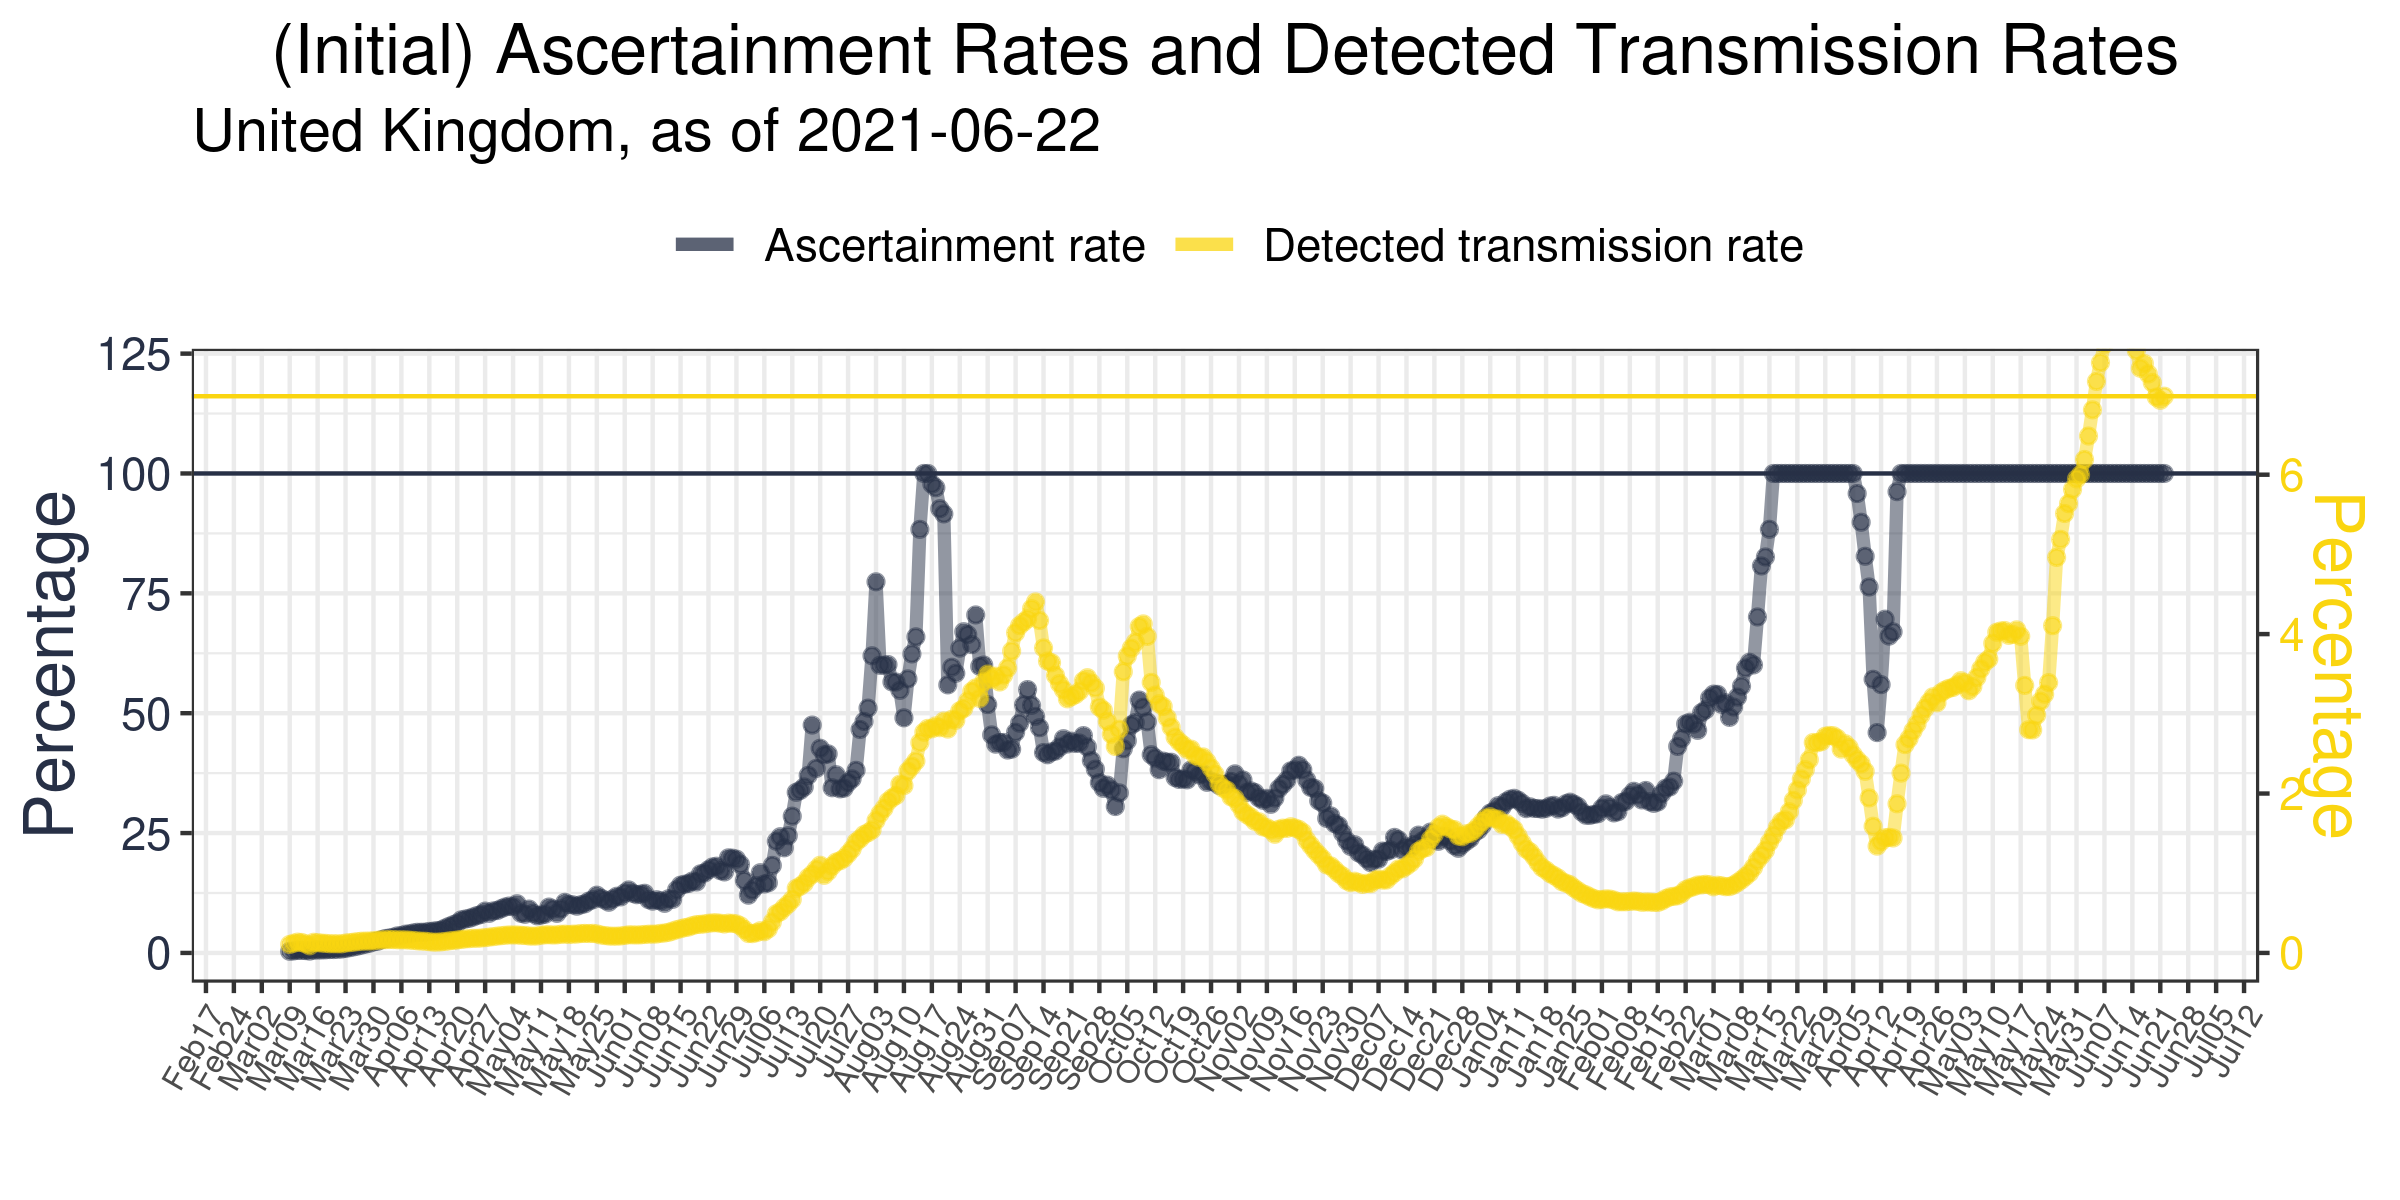 (Initial) Ascertainment Rates and Detected Transmission Rates
United Kingdom, as of 2021-06-22
Ascertainment rate
Detected transmission rate
Percentage
125
100
75
50
25
0
6
4
2
0
Percentage
Feb17
Feb24
Mar02
Mar09
Mar16
Mar23
Mar30
Apr06
Apr13
Apr20
Apr27
May04
May11
May18
May25
Jun01
Jun08
Jun15
Jun22
Jun29
Jul06
Jul13
Jul20
Jul27
Aug03
Aug10
Aug17
Aug24
Aug31
Sep07
Sep14
Sep21
Sep28
Oct05
Oct12
Oct19
Oct26
Nov02
Nov09
Nov16
Nov23
Nov30
Dec07
Dec14
Dec21
Dec28
Jan04
Jan11
Jan18
Jan25
Feb01
Feb08
Feb15
Feb22
Mar01
Mar08
Mar15
Mar22
Mar29
Apr05
Apr12
Apr19
Apr26
May03
May10
May17
May24
May31
Jun07
Jun14
Jun21
Jun28
Jul05
Jul12